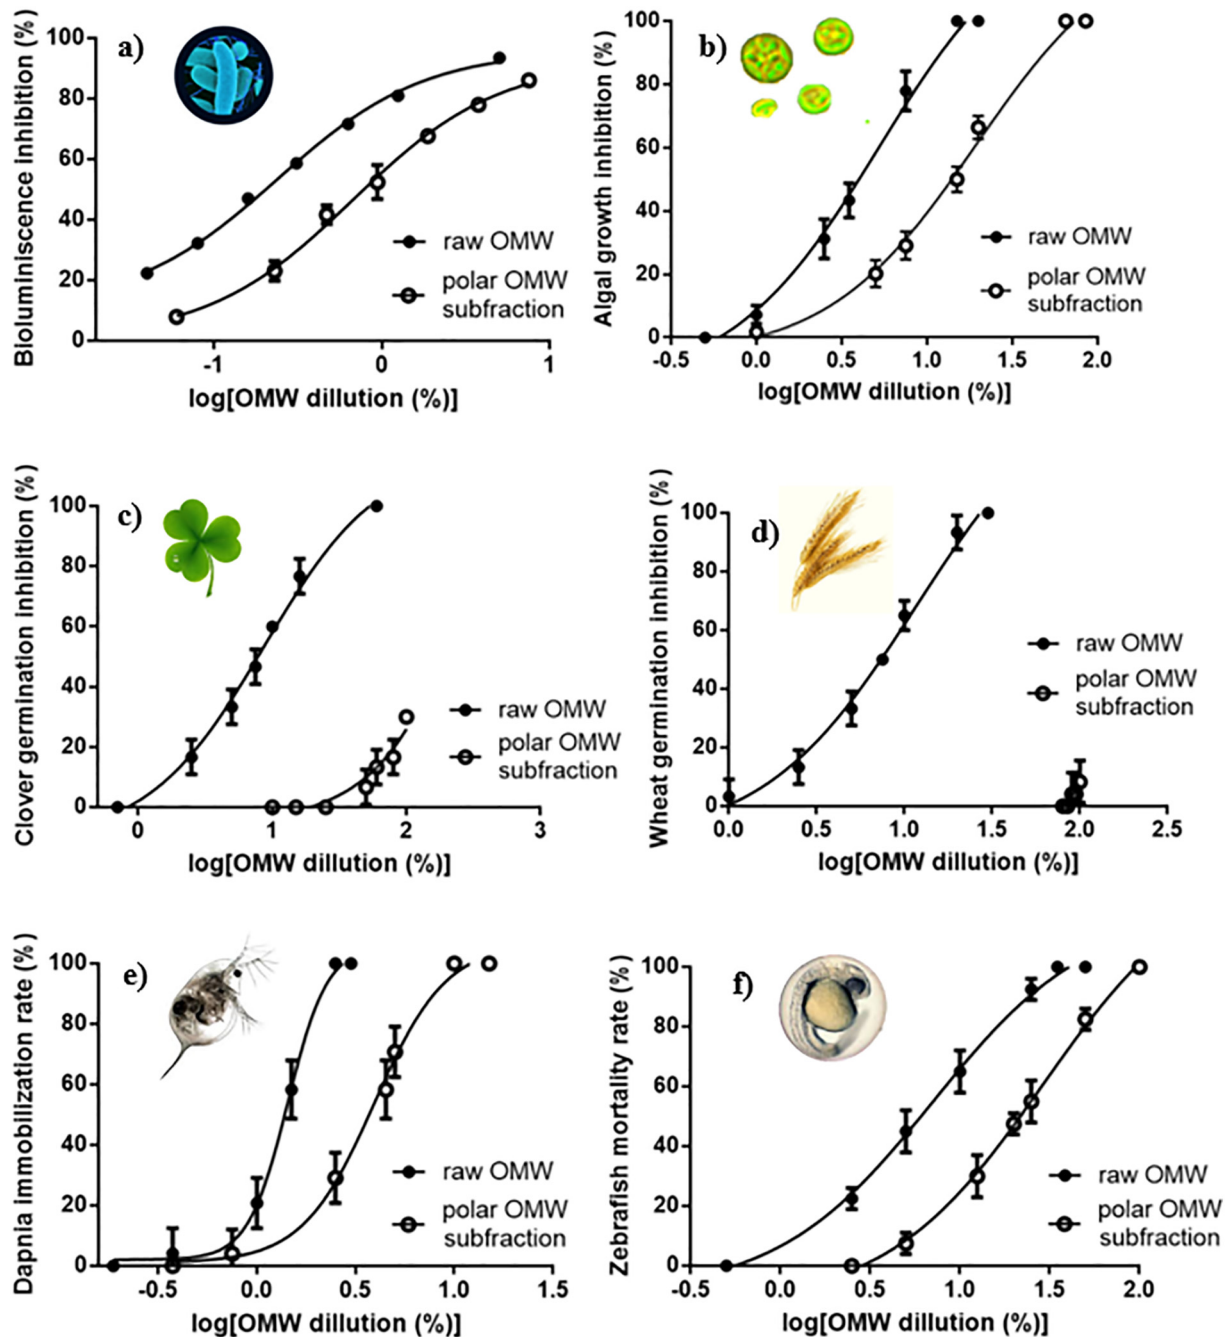 a)
Bioluminiscence inhibition (%)
100
80
60
40
20
0
-1
0
1
log[OMW dillution (%)]
raw OMW
polar OMW
subfraction
b)
Algal growth inhibition (%)
100
80
60
40
20
0
-0.5
0.0
0.5
1.0
1.5
2.0
log[OMW dillution (%)]
raw OMW
polar OMW
subfraction
c)
Clover germination inhibition (%)
100
80
60
40
20
0
0
1
2
3
log[OMW dillution (%)]
raw OMW
polar OMW
subfraction
d)
Wheat germination inhibition (%)
100
80
60
40
20
0
0.0
0.5
1.0
1.5
2.0
2.5
log[OMW dillution (%)]
raw OMW
polar OMW
subfraction
e)
Dapnia immobilization rate (%)
100
80
60
40
20
0
-0.5
0.0
0.5
1.0
1.5
log[OMW dillution (%)]
raw OMW
polar OMW
subfraction
f)
Zebrafish mortality rate (%)
100
80
60
40
20
0
-0.5
0.0
0.5
1.0
1.5
2.0
log[OMW dillution (%)]
raw OMW
polar OMW
subfraction